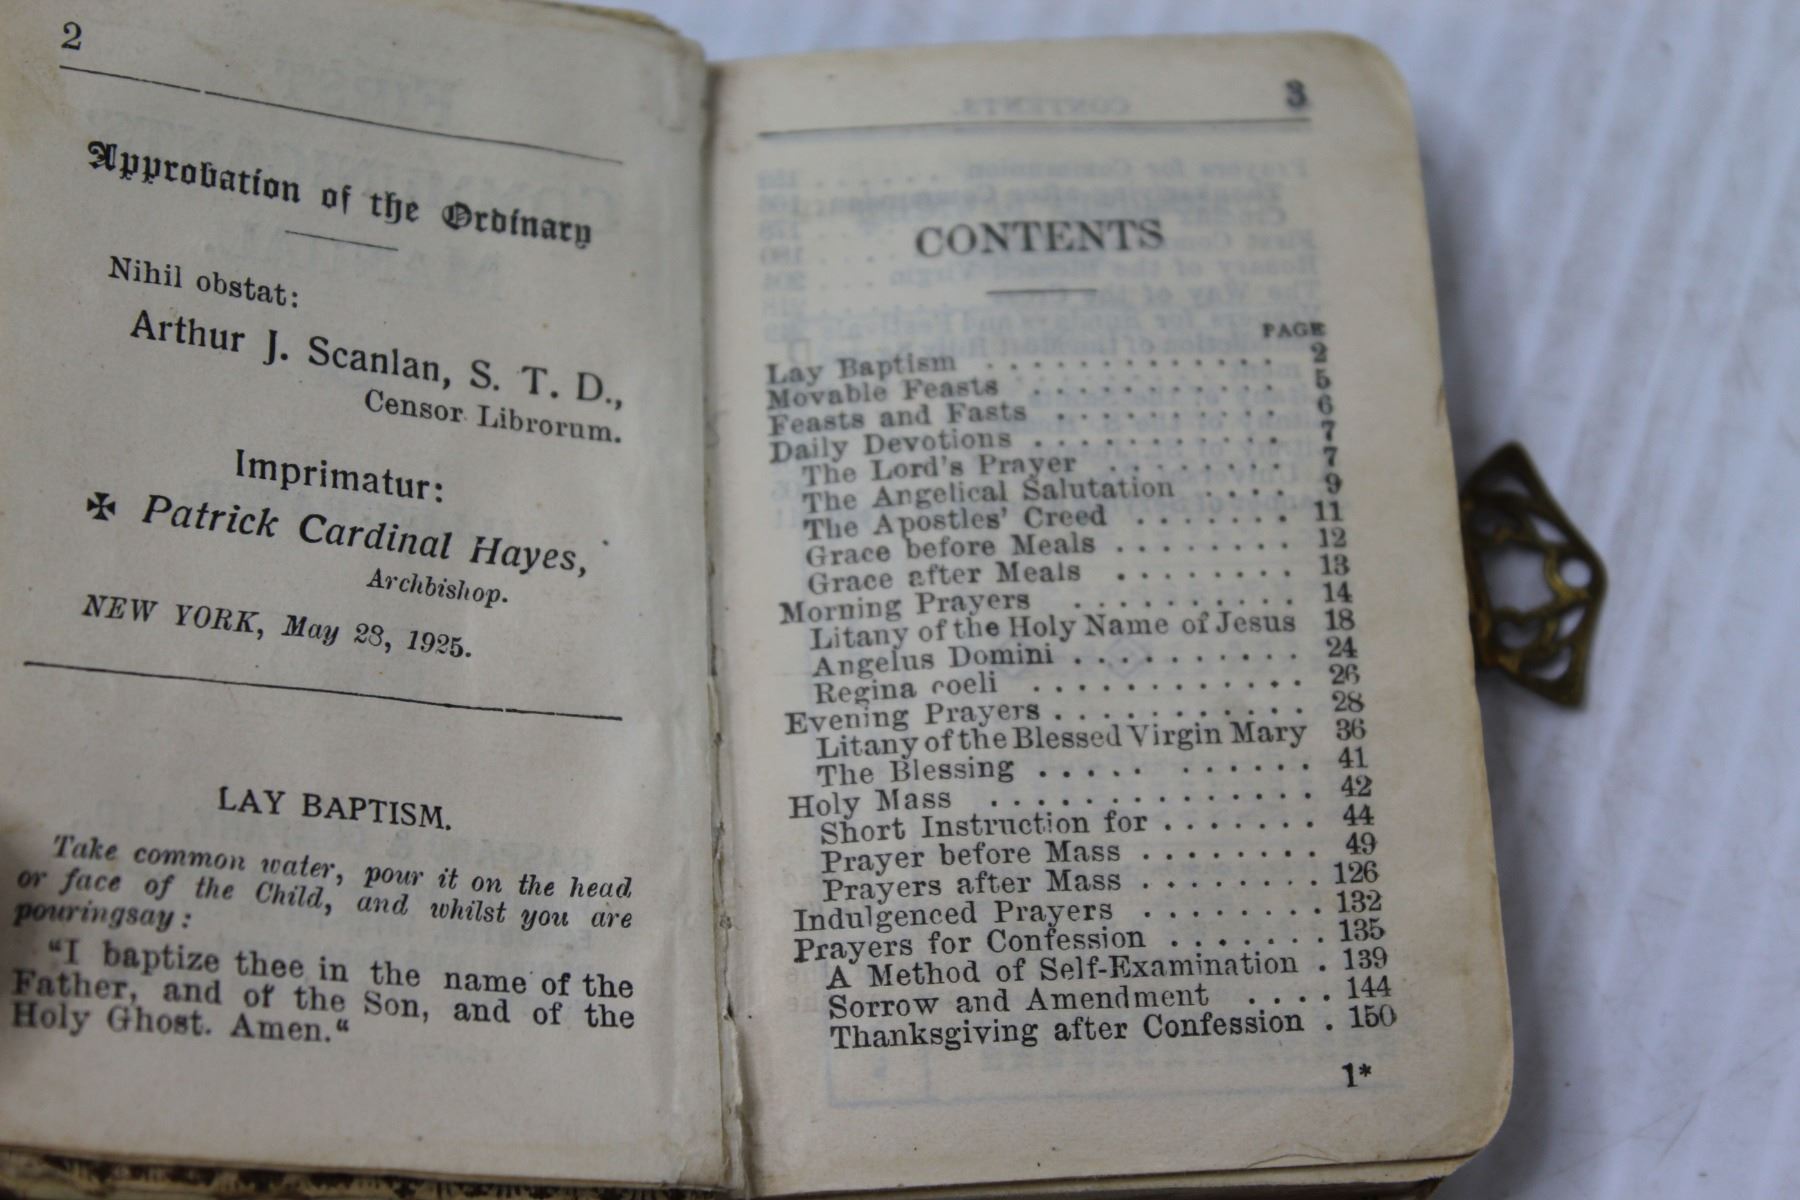 2
Approbation of the Ordinary
Nihil obstat:
Arthur J. Scanlan, S. T. D.,
Censor Librorum.
Imprimatur:
✠ Patrick Cardinal Hayes,
Archbishop.
NEW YORK, May 28, 1925.
LAY BAPTISM.
Take common water, pour it on the head
or face of the Child, and whilst you are
pouringsay:
“I baptize thee in the name of the
Father, and of the Son, and of the
Holy Ghost. Amen.“
3
CONTENTS
PAGE
Lay Baptism . . . . . . . . . . . . 2
Movable Feasts . . . . . . . . . . 5
Feasts and Fasts . . . . . . . . . 6
Daily Devotions . . . . . . . . . . 7
The Lord's Prayer . . . . . . . 7
The Angelical Salutation . . . . 9
The Apostles' Creed . . . . . . . 11
Grace before Meals . . . . . . . . 12
Grace after Meals . . . . . . . . 13
Morning Prayers . . . . . . . . . . 14
Litany of the Holy Name of Jesus 18
Angelus Domini . . . . . . . . . . 24
Regina coeli . . . . . . . . . . . . 26
Evening Prayers . . . . . . . . . . . 28
Litany of the Blessed Virgin Mary 36
The Blessing . . . . . . . . . . . 41
Holy Mass . . . . . . . . . . . . . . 42
Short Instruction for . . . . . . . 44
Prayer before Mass . . . . . . . . 49
Prayers after Mass . . . . . . . . 126
Indulgenced Prayers . . . . . . . . 132
Prayers for Confession . . . . . . . 135
A Method of Self-Examination . 139
Sorrow and Amendment . . . . 144
Thanksgiving after Confession . 150
1*